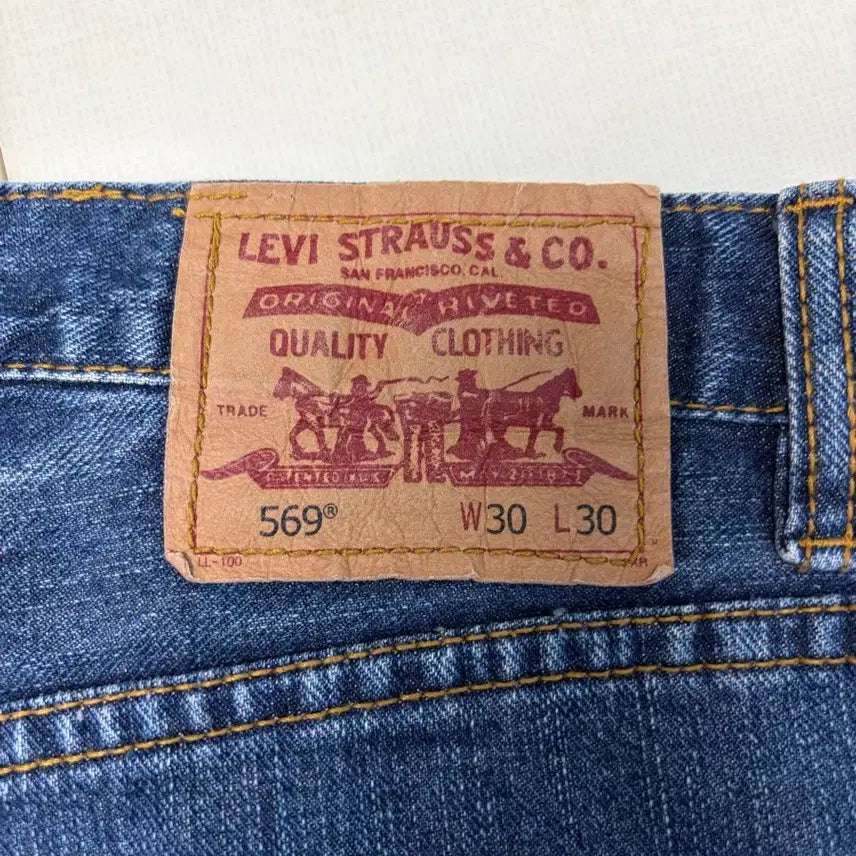 LEVI STRAUSS & CO.
SAN FRANCISCO, CAL
ORIGINAL RIVETED
QUALITY CLOTHING
TRADE MARK
569® W30 L30
LL-100